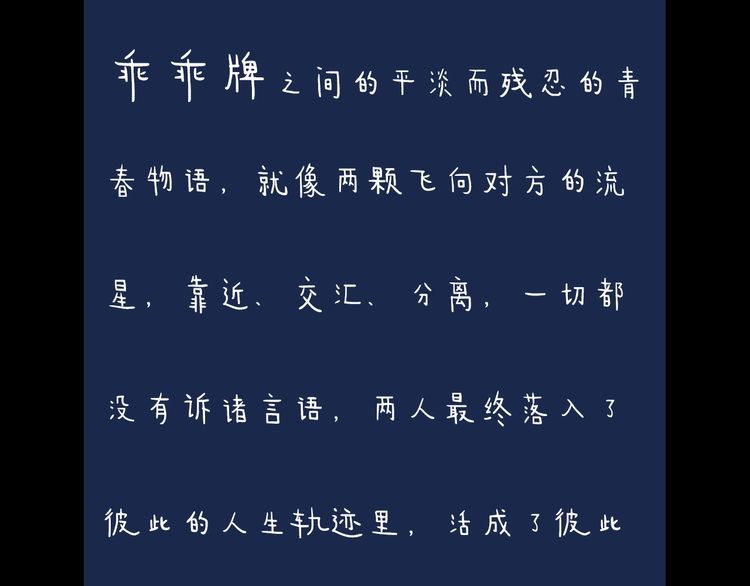 乖乖牌之间的平淡而残忍的青
春物语，就像两颗飞向对方的流
星，靠近、交汇、分离，一切都
没有诉诸言语，两人最终落入了
彼此的人生轨迹里，活成了彼此